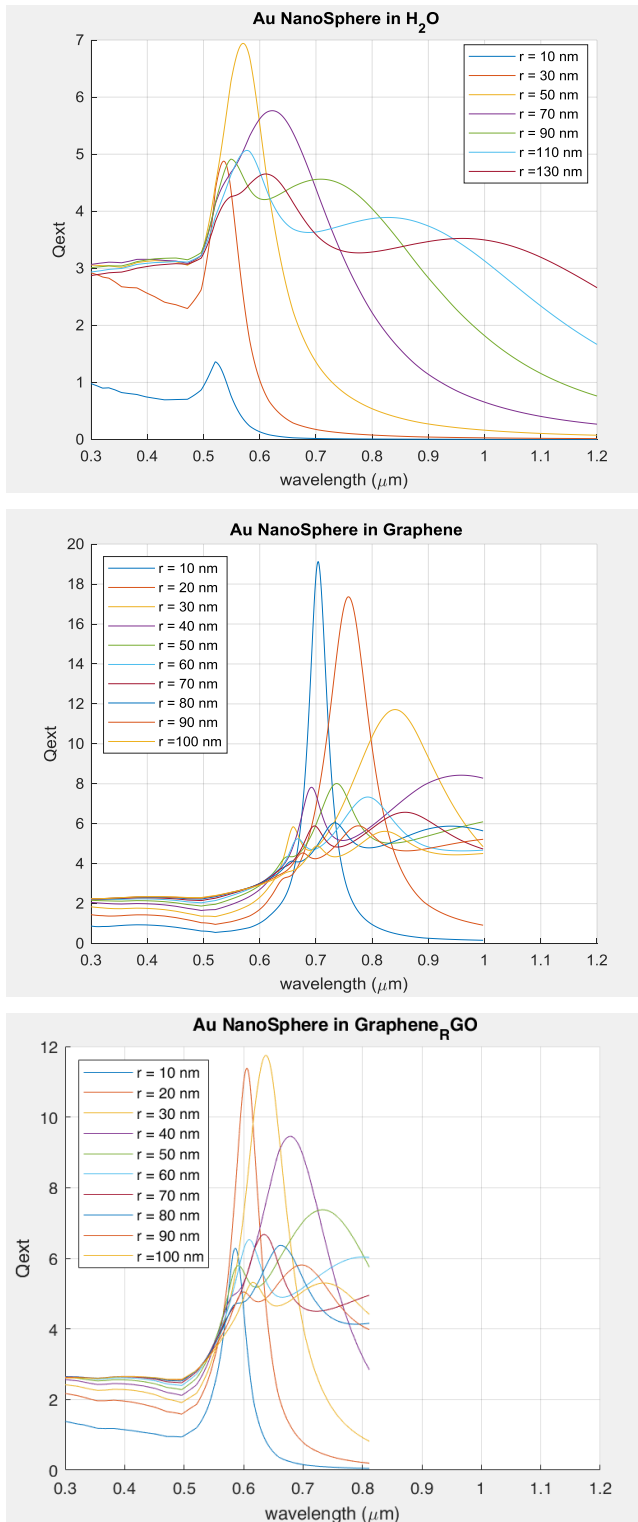 Au NanoSphere in H2O
7
6
5
4
3
2
1
0
Qext
r = 10 nm
r = 30 nm
r = 50 nm
r = 70 nm
r = 90 nm
r =110 nm
r =130 nm
0.3 0.4 0.5 0.6 0.7 0.8 0.9 1 1.1 1.2
wavelength (μm)
Au NanoSphere in Graphene
20
18
16
14
12
10
8
6
4
2
0
Qext
r = 10 nm
r = 20 nm
r = 30 nm
r = 40 nm
r = 50 nm
r = 60 nm
r = 70 nm
r = 80 nm
r = 90 nm
r =100 nm
0.3 0.4 0.5 0.6 0.7 0.8 0.9 1 1.1 1.2
wavelength (μm)
Au NanoSphere in GrapheneRGO
12
10
8
6
4
2
0
Qext
r = 10 nm
r = 20 nm
r = 30 nm
r = 40 nm
r = 50 nm
r = 60 nm
r = 70 nm
r = 80 nm
r = 90 nm
r =100 nm
0.3 0.4 0.5 0.6 0.7 0.8 0.9 1 1.1 1.2
wavelength (μm)